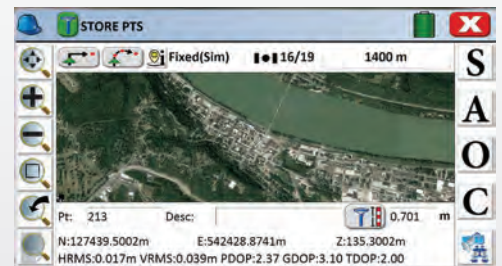 STORE PTS
Fixed(Sim) 16/19 1400 m
S
A
O
C
Pt: 213 Desc: 0.701 m
N:127439.5002m E:542428.8741m Z:135.3002m
HRMS:0.017m VRMS:0.039m PDOP:2.37 GDOP:3.10 TDOP:2.00